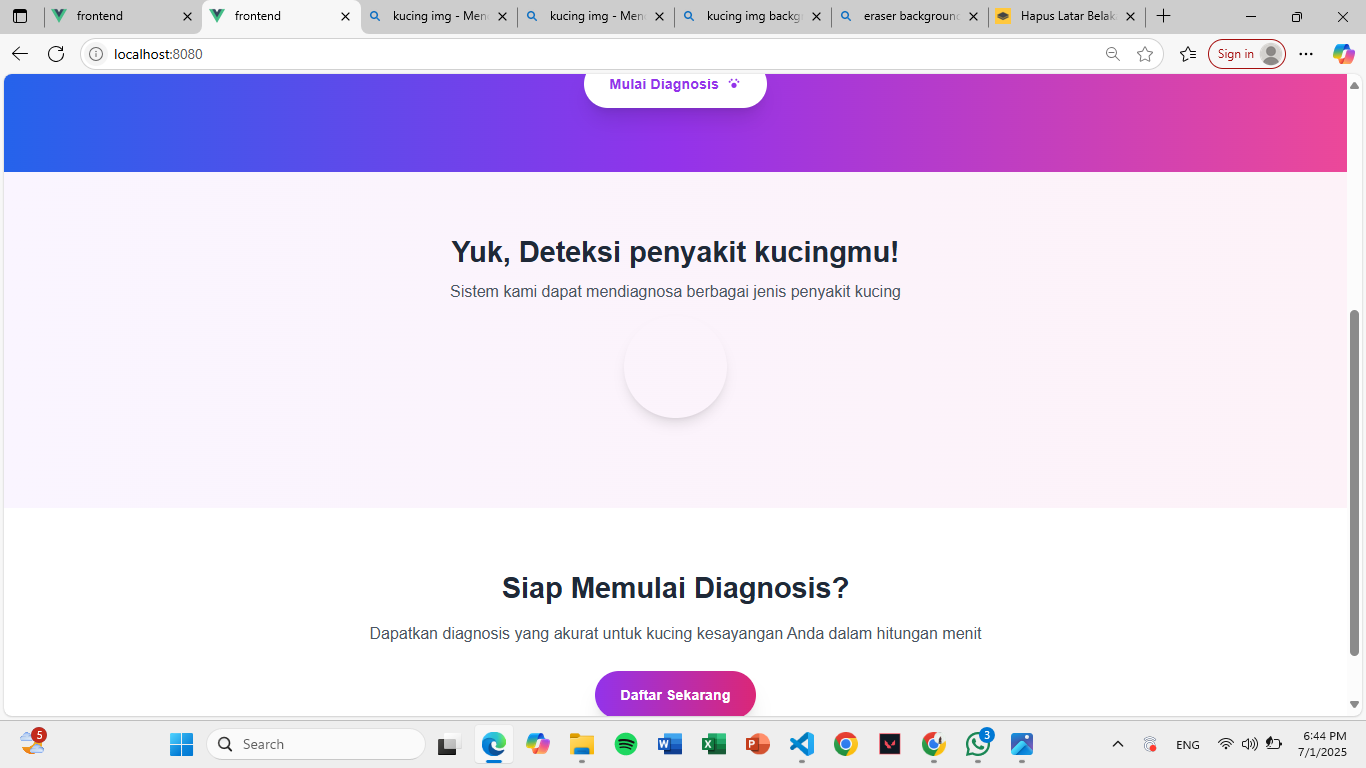 frontend
frontend
kucing img - Men
kucing img - Men
kucing img backg
eraser background
Hapus Latar Belak
localhost:8080
Sign in
Mulai Diagnosis
Yuk, Deteksi penyakit kucingmu!
Sistem kami dapat mendiagnosa berbagai jenis penyakit kucing
Siap Memulai Diagnosis?
Dapatkan diagnosis yang akurat untuk kucing kesayangan Anda dalam hitungan menit
Daftar Sekarang
5
Search
3
ENG
6:44 PM
7/1/2025